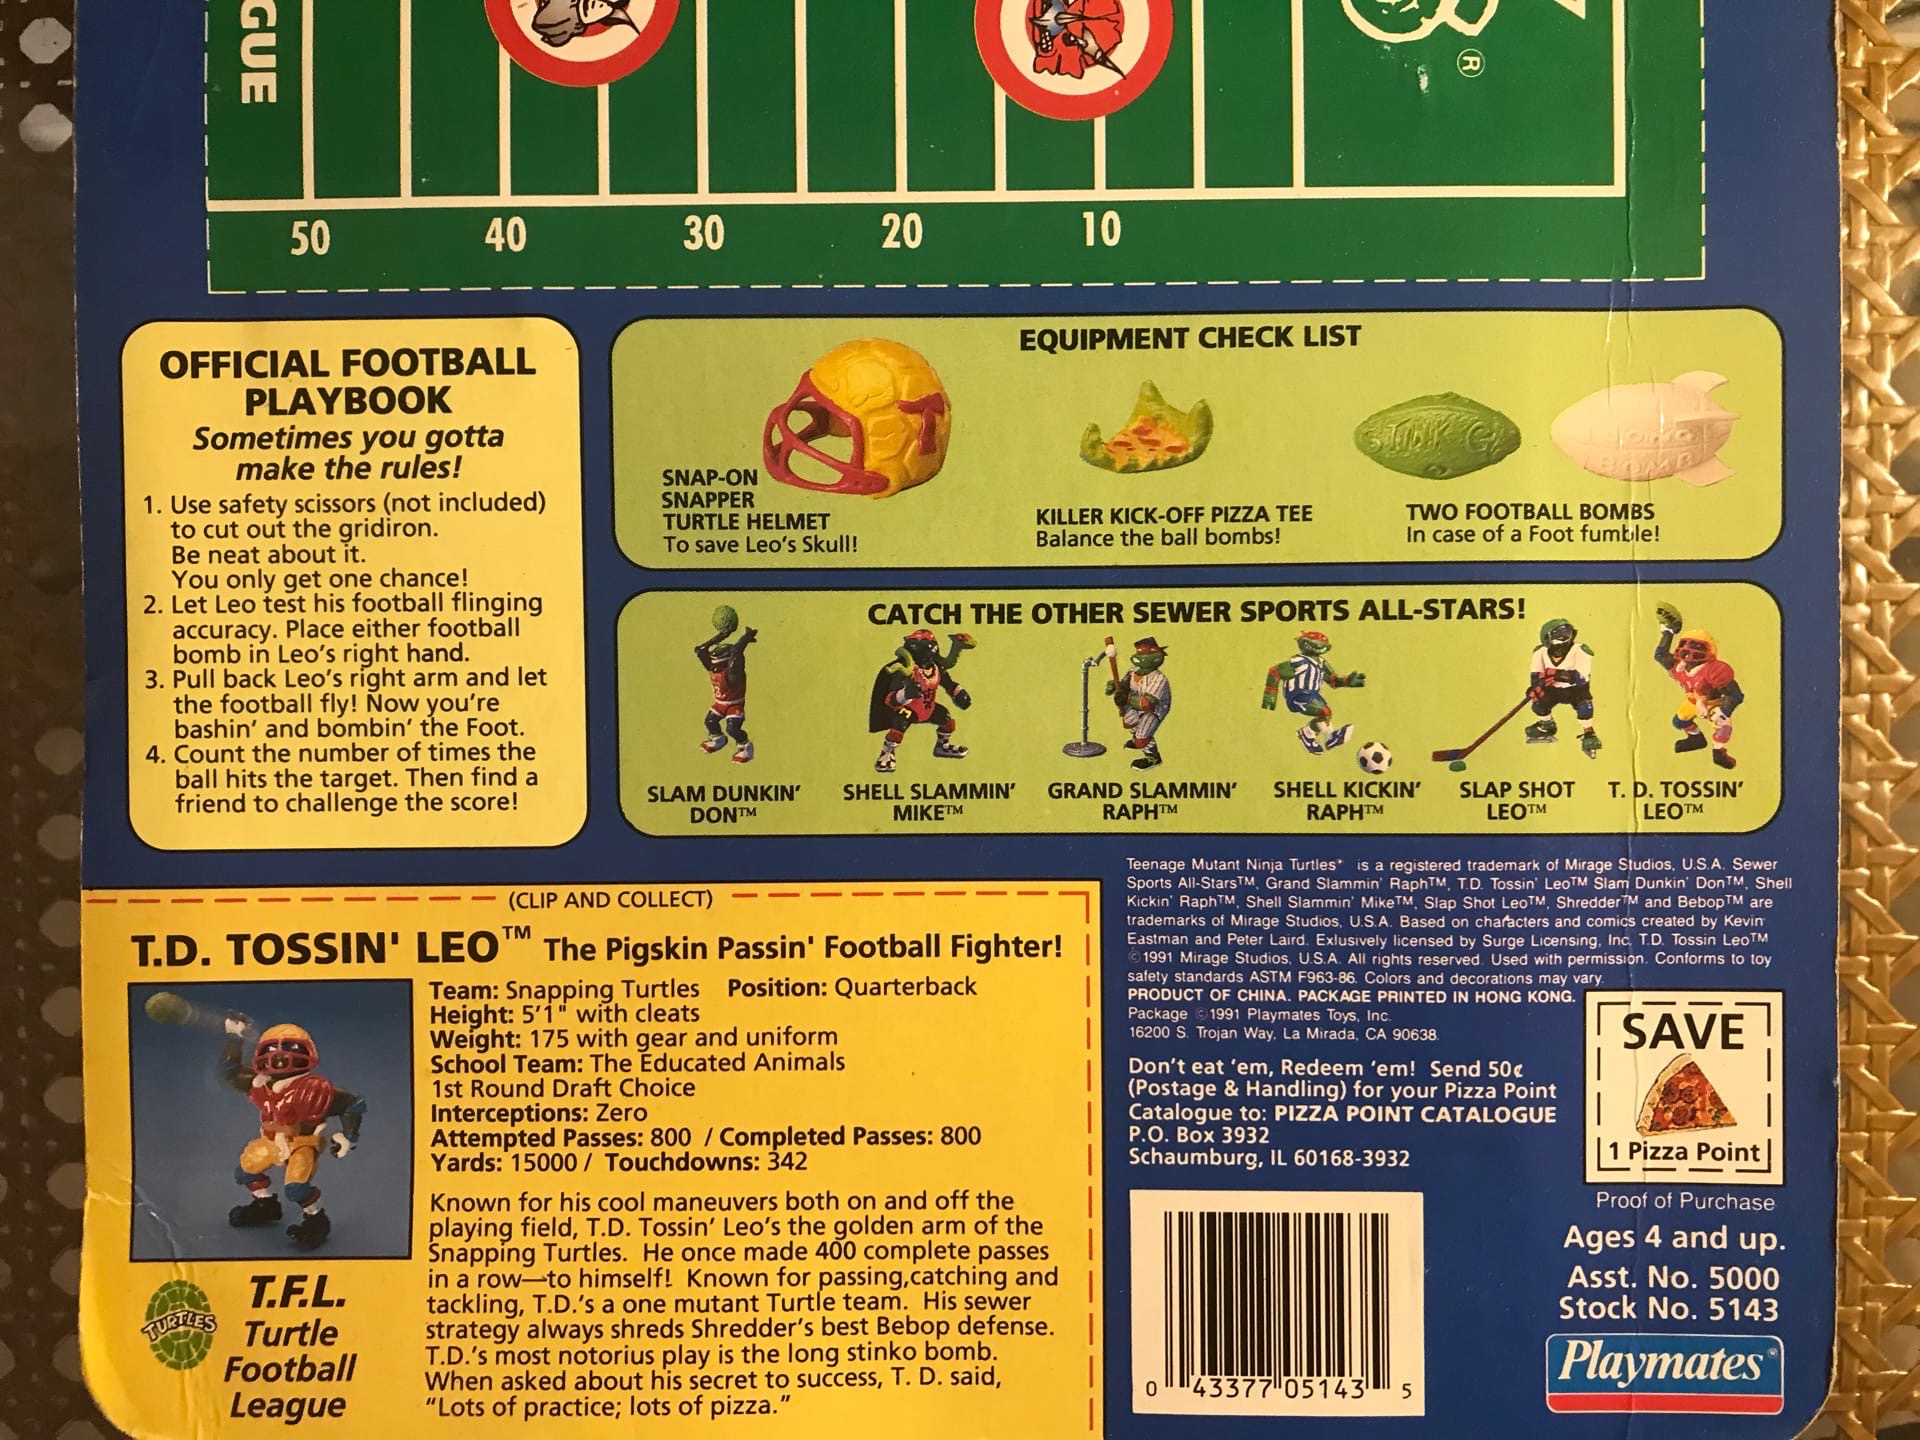 GUE
®
50 40 30 20 10
OFFICIAL FOOTBALL
PLAYBOOK
Sometimes you gotta
make the rules!
1. Use safety scissors (not included)
to cut out the gridiron.
Be neat about it.
You only get one chance!
2. Let Leo test his football flinging
accuracy. Place either football
bomb in Leo's right hand.
3. Pull back Leo's right arm and let
the football fly! Now you're
bashin' and bombin' the Foot.
4. Count the number of times the
ball hits the target. Then find a
friend to challenge the score!
EQUIPMENT CHECK LIST
T
SNAP-ON
SNAPPER
TURTLE HELMET
To save Leo's Skull!
KILLER KICK-OFF PIZZA TEE
Balance the ball bombs!
BOMB
TWO FOOTBALL BOMBS
In case of a Foot fumble!
CATCH THE OTHER SEWER SPORTS ALL-STARS!
SLAM DUNKIN'
DON™
SHELL SLAMMIN'
MIKE™
GRAND SLAMMIN'
RAPH™
SHELL KICKIN'
RAPH™
SLAP SHOT
LEO™
T. D. TOSSIN'
LEO™
(CLIP AND COLLECT)
T.D. TOSSIN' LEO™ The Pigskin Passin' Football Fighter!
Team: Snapping Turtles Position: Quarterback
Height: 5'1" with cleats
Weight: 175 with gear and uniform
School Team: The Educated Animals
1st Round Draft Choice
Interceptions: Zero
Attempted Passes: 800 / Completed Passes: 800
Yards: 15000 / Touchdowns: 342
Known for his cool maneuvers both on and off the
playing field, T.D. Tossin' Leo's the golden arm of the
Snapping Turtles. He once made 400 complete passes
in a row—to himself! Known for passing,catching and
tackling, T.D.'s a one mutant Turtle team. His sewer
strategy always shreds Shredder's best Bebop defense.
T.D.'s most notorius play is the long stinko bomb.
When asked about his secret to success, T. D. said,
"Lots of practice; lots of pizza."
TURTLES
T.F.L.
Turtle
Football
League
Teenage Mutant Ninja Turtles® is a registered trademark of Mirage Studios, U.S.A. Sewer
Sports All-Stars™, Grand Slammin' Raph™, T.D. Tossin' Leo™ Slam Dunkin' Don™, Shell
Kickin' Raph™, Shell Slammin' Mike™, Slap Shot Leo™, Shredder™ and Bebop™ are
trademarks of Mirage Studios, U.S.A. Based on characters and comics created by Kevin
Eastman and Peter Laird. Exlusively licensed by Surge Licensing, Inc. T.D. Tossin Leo™
©1991 Mirage Studios, U.S.A. All rights reserved. Used with permission. Conforms to toy
safety standards ASTM F963-86. Colors and decorations may vary.
PRODUCT OF CHINA. PACKAGE PRINTED IN HONG KONG.
Package ©1991 Playmates Toys, Inc.
16200 S. Trojan Way, La Mirada, CA 90638.
Don't eat 'em, Redeem 'em! Send 50¢
(Postage & Handling) for your Pizza Point
Catalogue to: PIZZA POINT CATALOGUE
P.O. Box 3932
Schaumburg, IL 60168-3932
SAVE
1 Pizza Point
Proof of Purchase
Ages 4 and up.
Asst. No. 5000
Stock No. 5143
Playmates®
0 43377 05143 5